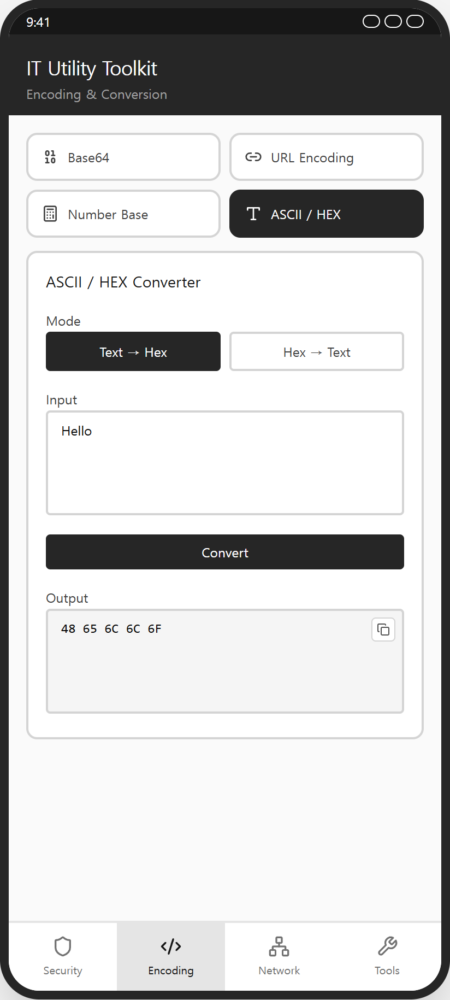 9:41
IT Utility Toolkit
Encoding & Conversion
Base64
URL Encoding
Number Base
ASCII / HEX
ASCII / HEX Converter
Mode
Text → Hex
Hex → Text
Input
Hello
Convert
Output
48 65 6C 6C 6F
Security
Encoding
Network
Tools